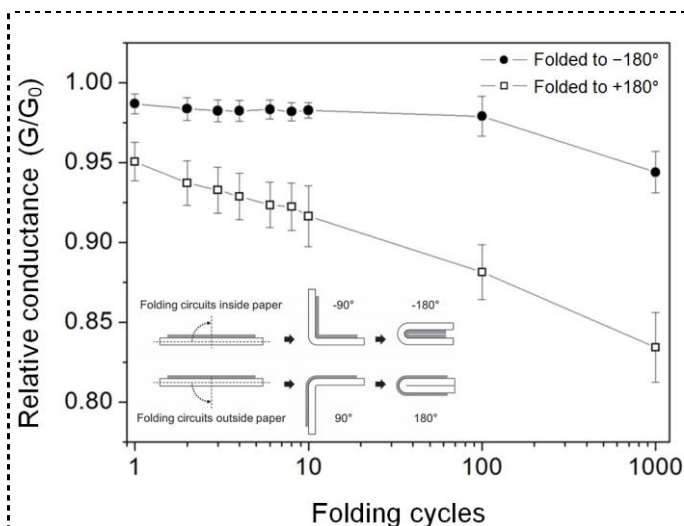 Folded to −180°
Folded to +180°
1.00
0.95
0.90
0.85
0.80
Relative conductance (G/G0)
Folding circuits inside paper
-90°
-180°
Folding circuits outside paper
90°
180°
1
10
100
1000
Folding cycles